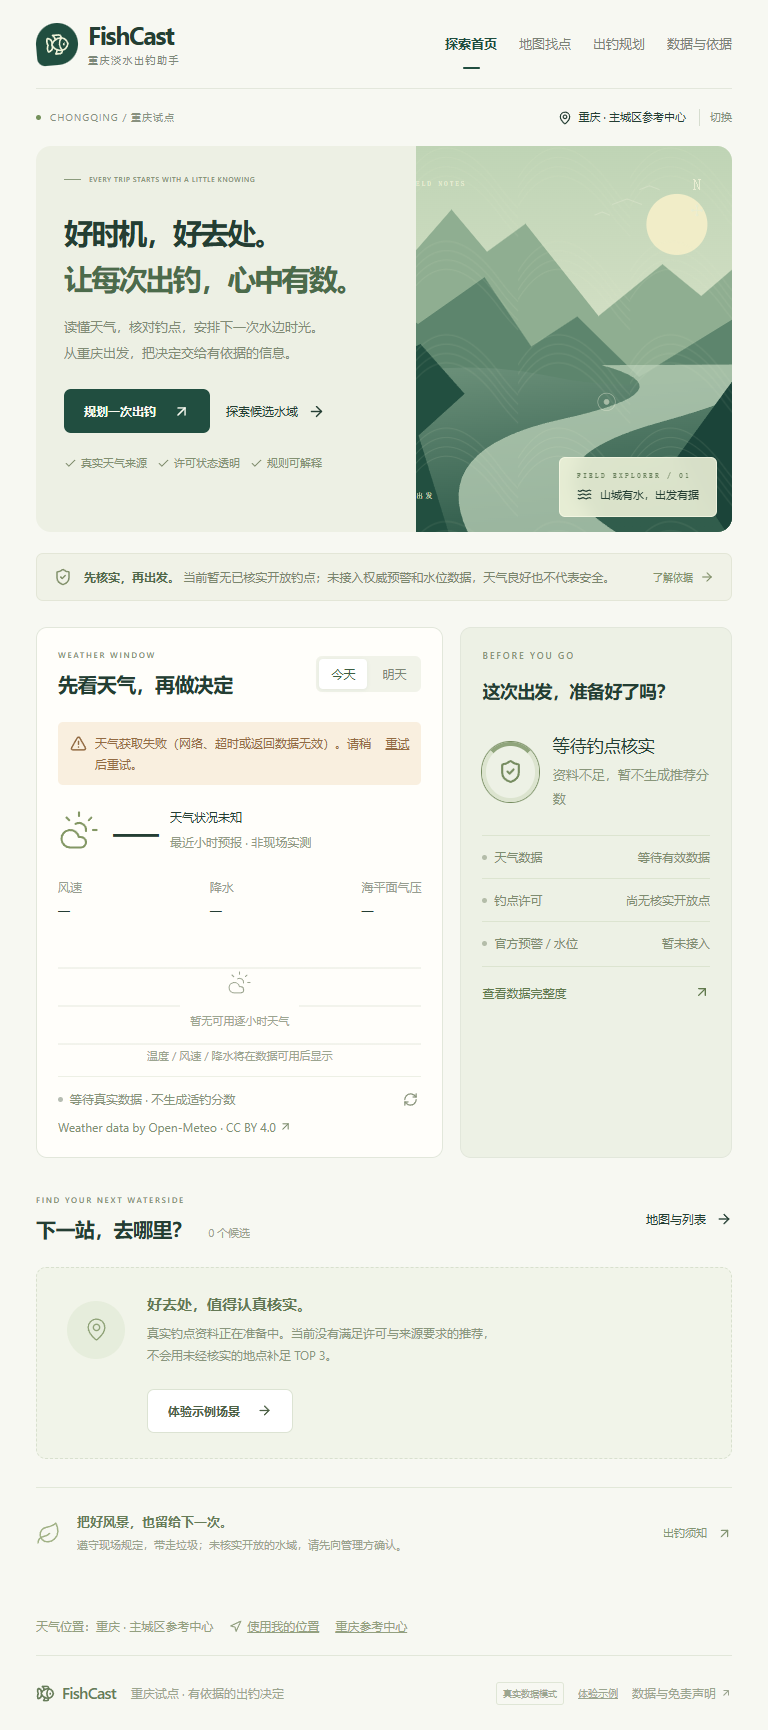 FishCast
重庆淡水出钓助手
探索首页
地图找点
出钓规划
数据与依据
CHONGQING / 重庆试点
重庆 · 主城区参考中心
切换
EVERY TRIP STARTS WITH A LITTLE KNOWING
好时机，好去处。
让每次出钓，心中有数。
读懂天气，核对钓点，安排下一次水边时光。
从重庆出发，把决定交给有依据的信息。
规划一次出钓
探索候选水域
真实天气来源
许可状态透明
规则可解释
ELD NOTES
N
出发
FIELD EXPLORER / 01
山城有水，出发有据
先核实，再出发。 当前暂无已核实开放钓点；未接入权威预警和水位数据，天气良好也不代表安全。
了解依据
WEATHER WINDOW
先看天气，再做决定
今天
明天
天气获取失败（网络、超时或返回数据无效）。请稍
后重试。
重试
天气状况未知
最近小时预报 · 非现场实测
风速
降水
海平面气压
—
—
—
暂无可用逐小时天气
温度 / 风速 / 降水将在数据可用后显示
等待真实数据 · 不生成适钓分数
Weather data by Open-Meteo · CC BY 4.0
BEFORE YOU GO
这次出发，准备好了吗？
等待钓点核实
资料不足，暂不生成推荐分
数
天气数据
等待有效数据
钓点许可
尚无核实开放点
官方预警 / 水位
暂未接入
查看数据完整度
FIND YOUR NEXT WATERSIDE
下一站，去哪里？
0 个候选
地图与列表
好去处，值得认真核实。
真实钓点资料正在准备中。当前没有满足许可与来源要求的推荐，
不会用未经核实的地点补足 TOP 3。
体验示例场景
把好风景，也留给下一次。
遵守现场规定，带走垃圾；未核实开放的水域，请先向管理方确认。
出钓须知
天气位置：重庆 · 主城区参考中心
使用我的位置
重庆参考中心
FishCast
重庆试点 · 有依据的出钓决定
真实数据模式
体验示例
数据与免责声明